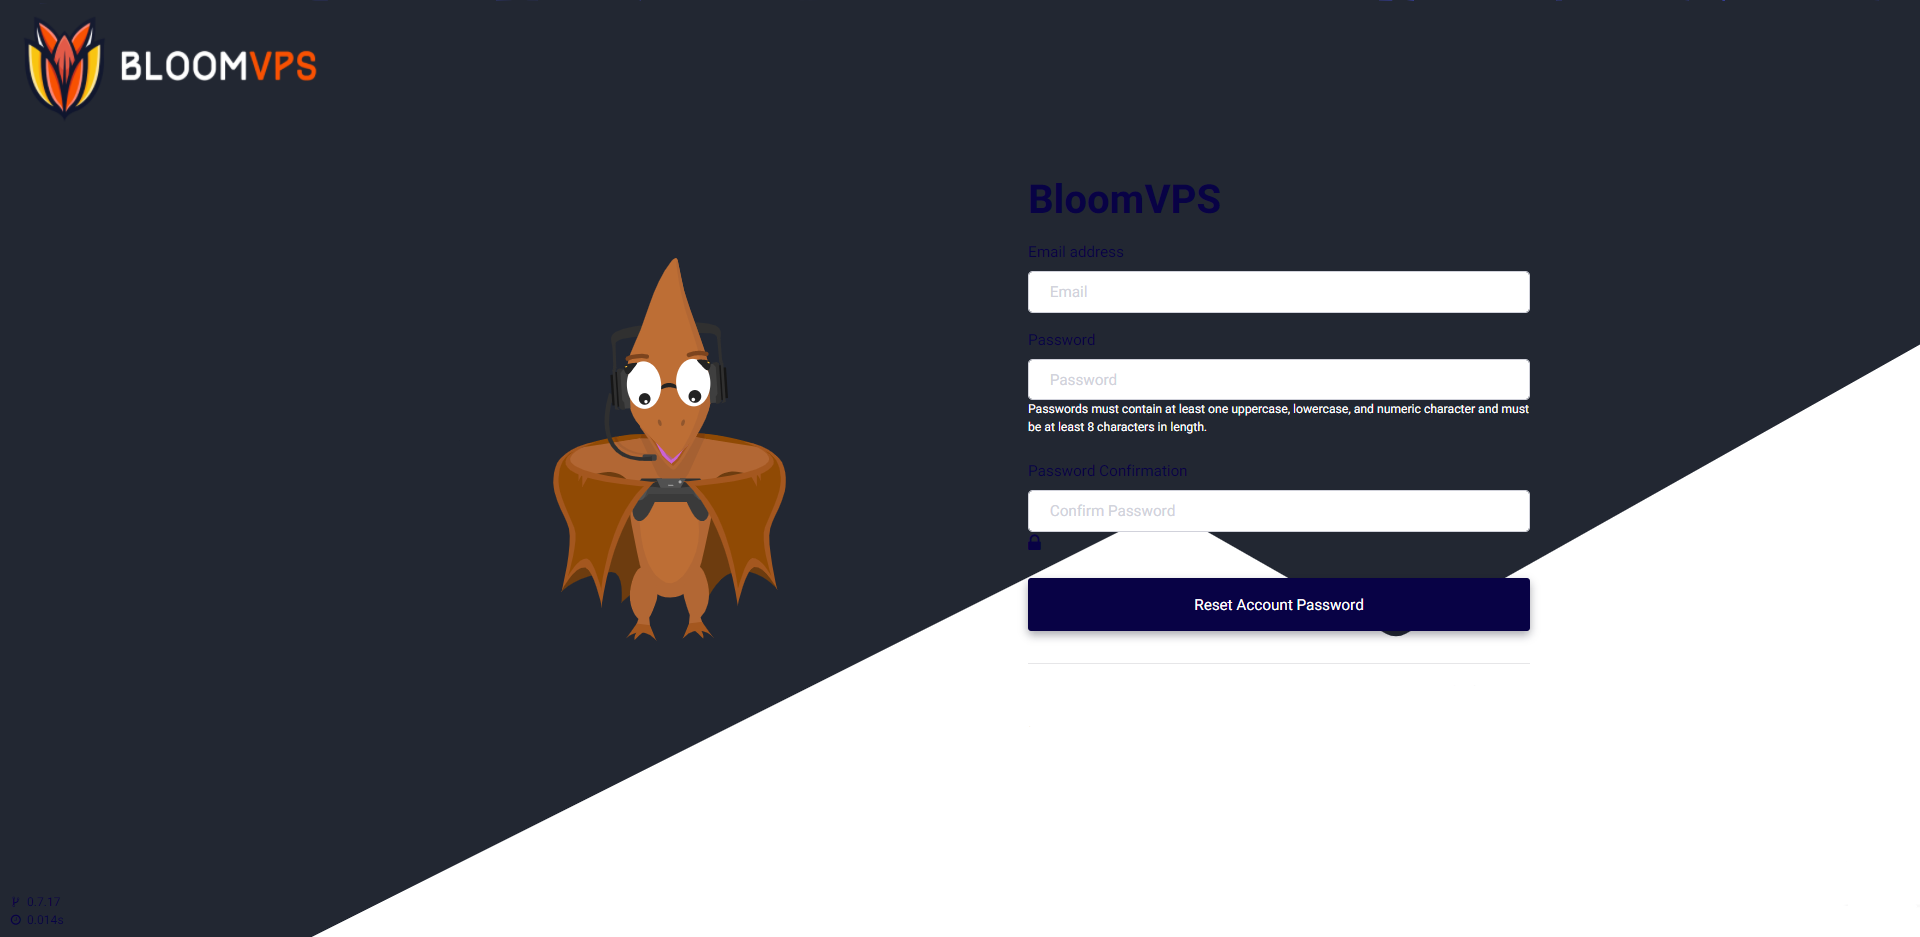 BLOOMVPS
BloomVPS
Email address
Email
Password
Password
Passwords must contain at least one uppercase, lowercase, and numeric character and must
be at least 8 characters in length.
Password Confirmation
Confirm Password
Reset Account Password
0.7.17
0.014s